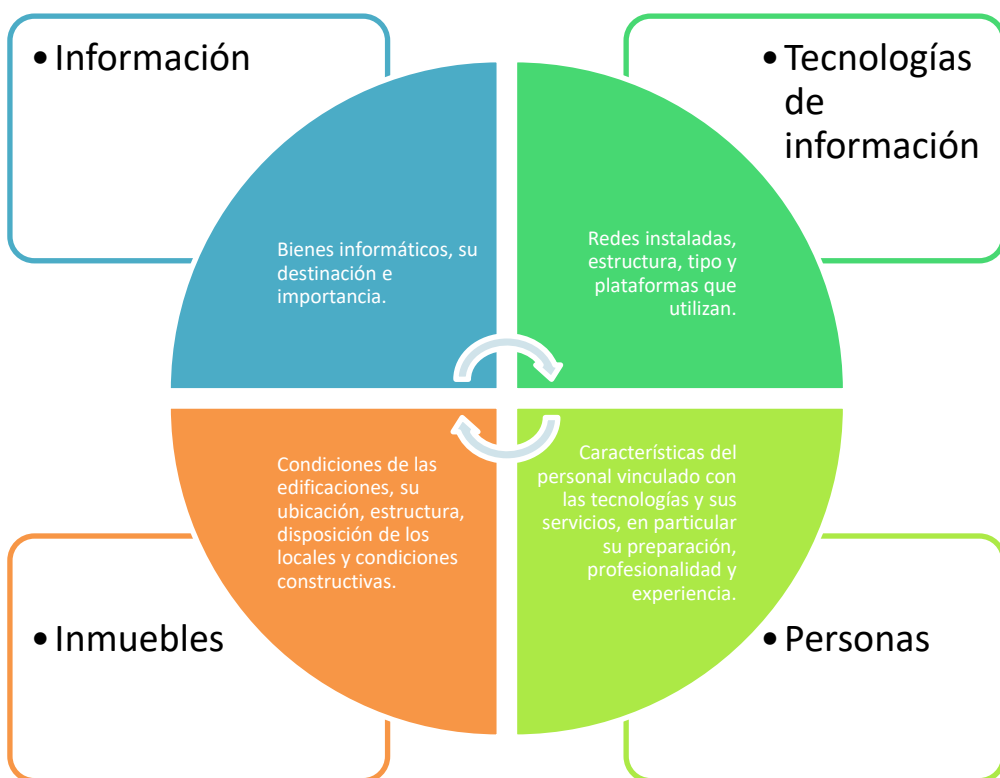 • Información
• Tecnologías
de
información
Bienes informáticos, su
destinación e
importancia.
Redes instaladas,
estructura, tipo y
plataformas que
utilizan.
Condiciones de las
edificaciones, su
ubicación, estructura,
disposición de los
locales y condiciones
constructivas.
Características del
personal vinculado con
las tecnologías y sus
servicios, en particular
su preparación,
profesionalidad y
experiencia.
• Inmuebles
• Personas